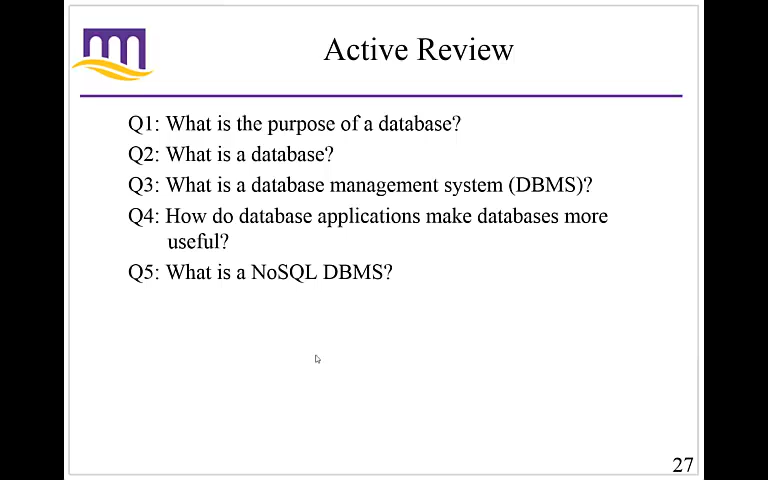 Active Review
Q1: What is the purpose of a database?
Q2: What is a database?
Q3: What is a database management system (DBMS)?
Q4: How do database applications make databases more
useful?
Q5: What is a NoSQL DBMS?
27